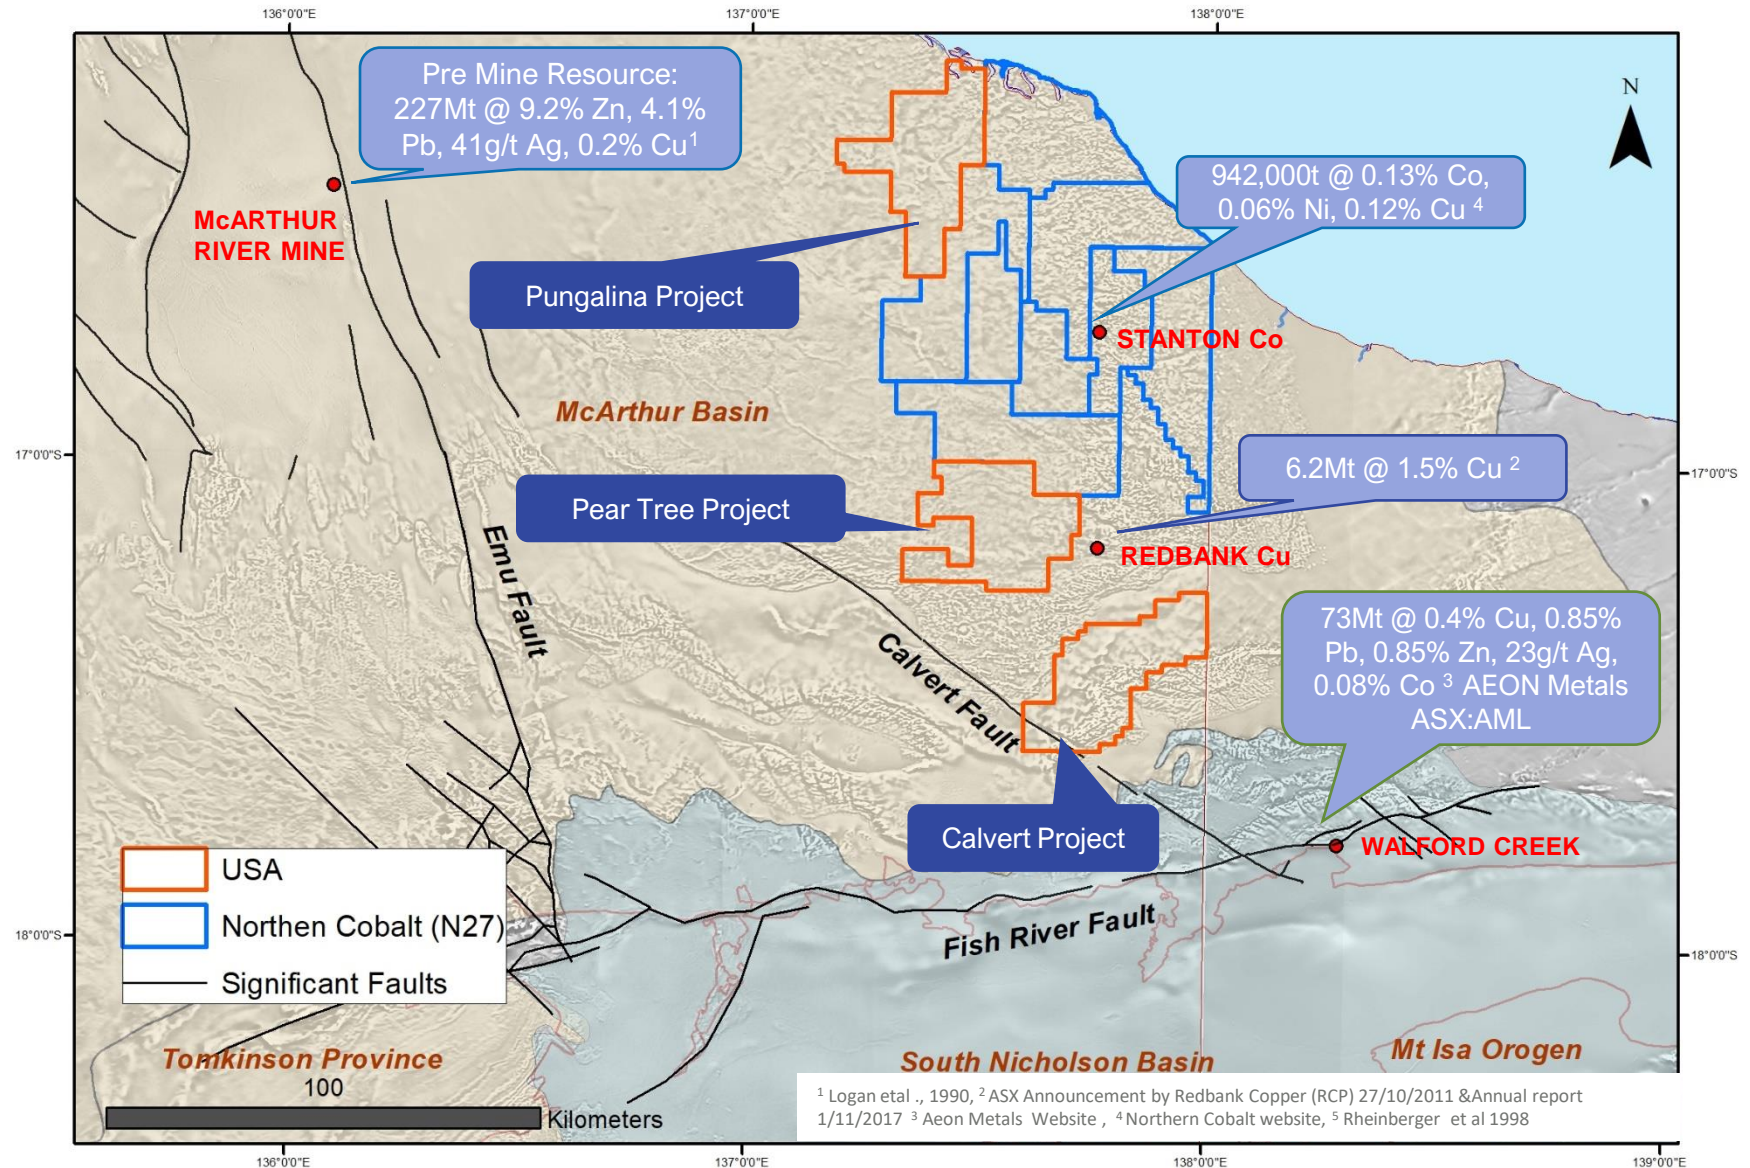 136°0'0"E
137°0'0"E
138°0'0"E
Pre Mine Resource:
227Mt @ 9.2% Zn, 4.1%
Pb, 41g/t Ag, 0.2% Cu¹
N
942,000t @ 0.13% Co,
0.06% Ni, 0.12% Cu ⁴
McARTHUR
RIVER MINE
Pungalina Project
STANTON Co
McArthur Basin
17°0'0"S
17°0'0"S
6.2Mt @ 1.5% Cu ²
Pear Tree Project
Emu Fault
REDBANK Cu
Calvert Fault
73Mt @ 0.4% Cu, 0.85%
Pb, 0.85% Zn, 23g/t Ag,
0.08% Co ³ AEON Metals
ASX:AML
Calvert Project
WALFORD CREEK
USA
Northen Cobalt (N27)
Significant Faults
Fish River Fault
18°0'0"S
18°0'0"S
Tomkinson Province
South Nicholson Basin
Mt Isa Orogen
100
Kilometers
¹ Logan etal ., 1990, ² ASX Announcement by Redbank Copper (RCP) 27/10/2011 &Annual report
1/11/2017 ³ Aeon Metals Website , ⁴ Northern Cobalt website, ⁵ Rheinberger et al 1998
136°0'0"E
137°0'0"E
138°0'0"E
139°0'0"E